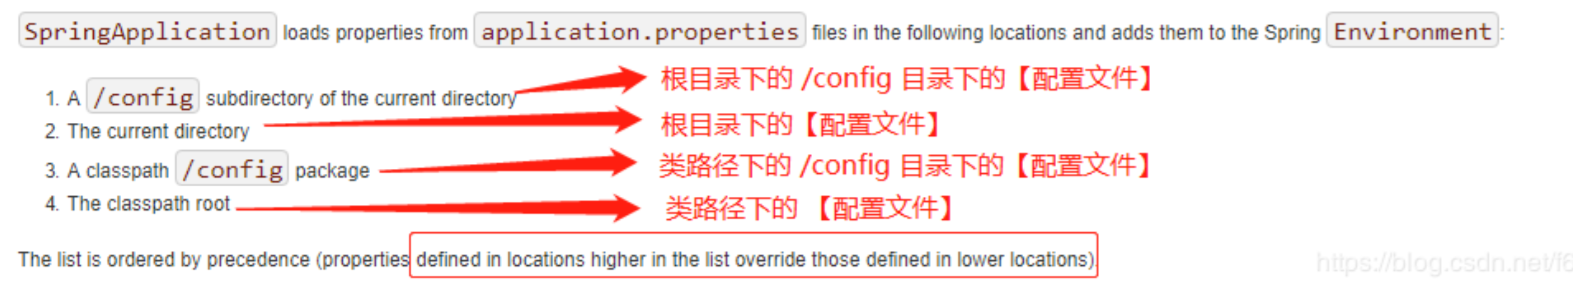 SpringApplication loads properties from application.properties files in the following locations and adds them to the Spring Environment:
1. A /config subdirectory of the current directory 根目录下的 /config 目录下的【配置文件】
2. The current directory 根目录下的【配置文件】
3. A classpath /config package 类路径下的 /config 目录下的【配置文件】
4. The classpath root 类路径下的 【配置文件】
The list is ordered by precedence (properties defined in locations higher in the list override those defined in lower locations).
https://blog.csdn.net/f6